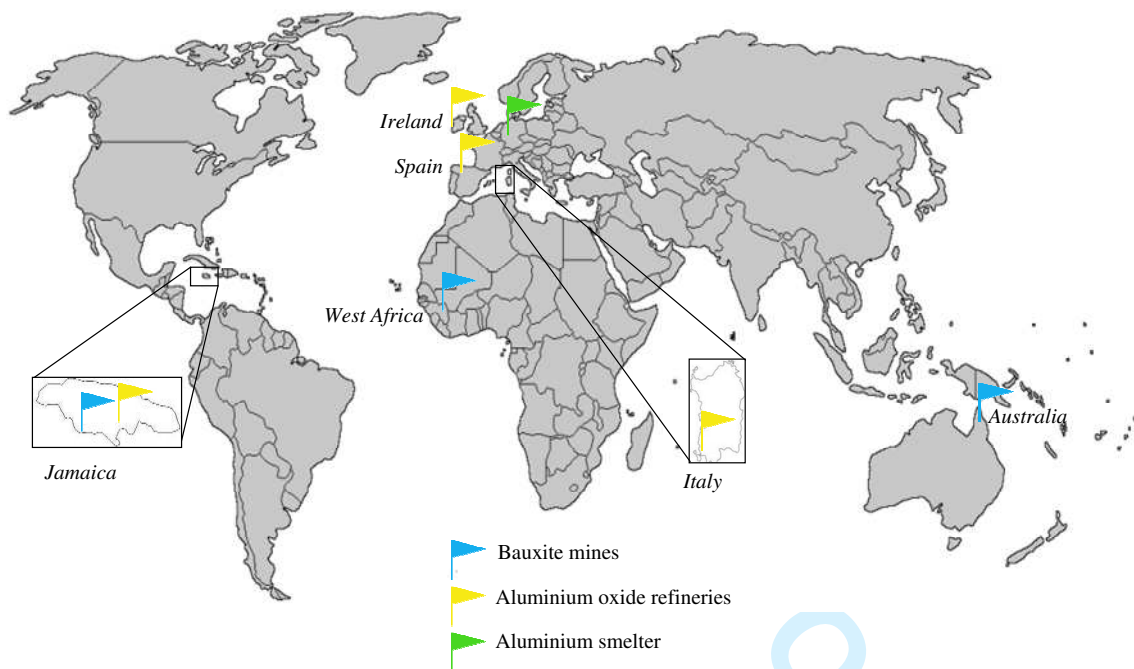 Ireland
Spain
West Africa
Jamaica
Italy
Australia
Bauxite mines
Aluminium oxide refineries
Aluminium smelter